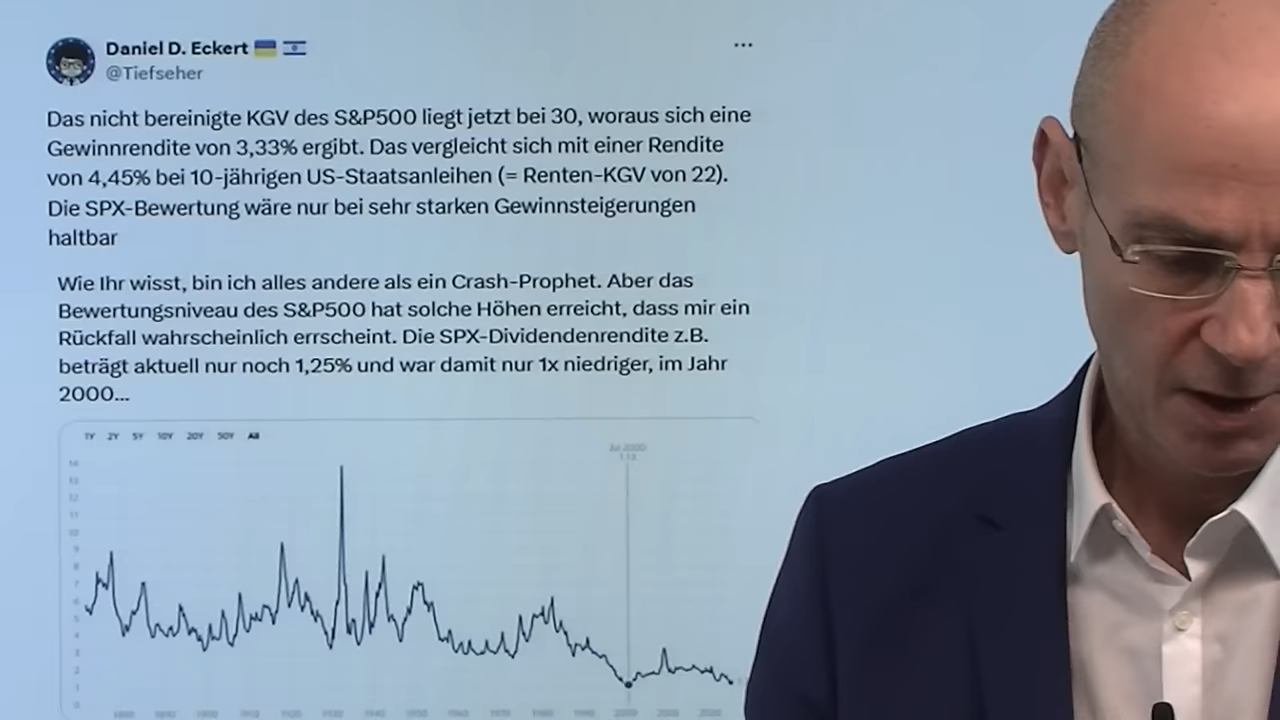 Daniel D. Eckert
@Tiefseher
Das nicht bereinigte KGV des S&P500 liegt jetzt bei 30, woraus sich eine
Gewinnrendite von 3,33% ergibt. Das vergleicht sich mit einer Rendite
von 4,45% bei 10-jährigen US-Staatsanleihen (= Renten-KGV von 22).
Die SPX-Bewertung wäre nur bei sehr starken Gewinnsteigerungen
haltbar
Wie Ihr wisst, bin ich alles andere als ein Crash-Prophet. Aber das
Bewertungsniveau des S&P500 hat solche Höhen erreicht, dass mir ein
Rückfall wahrscheinlich errscheint. Die SPX-Dividendenrendite z.B.
beträgt aktuell nur noch 1,25% und war damit nur 1x niedriger, im Jahr
2000...
1Y 2Y 5Y 10Y 20Y 50Y All